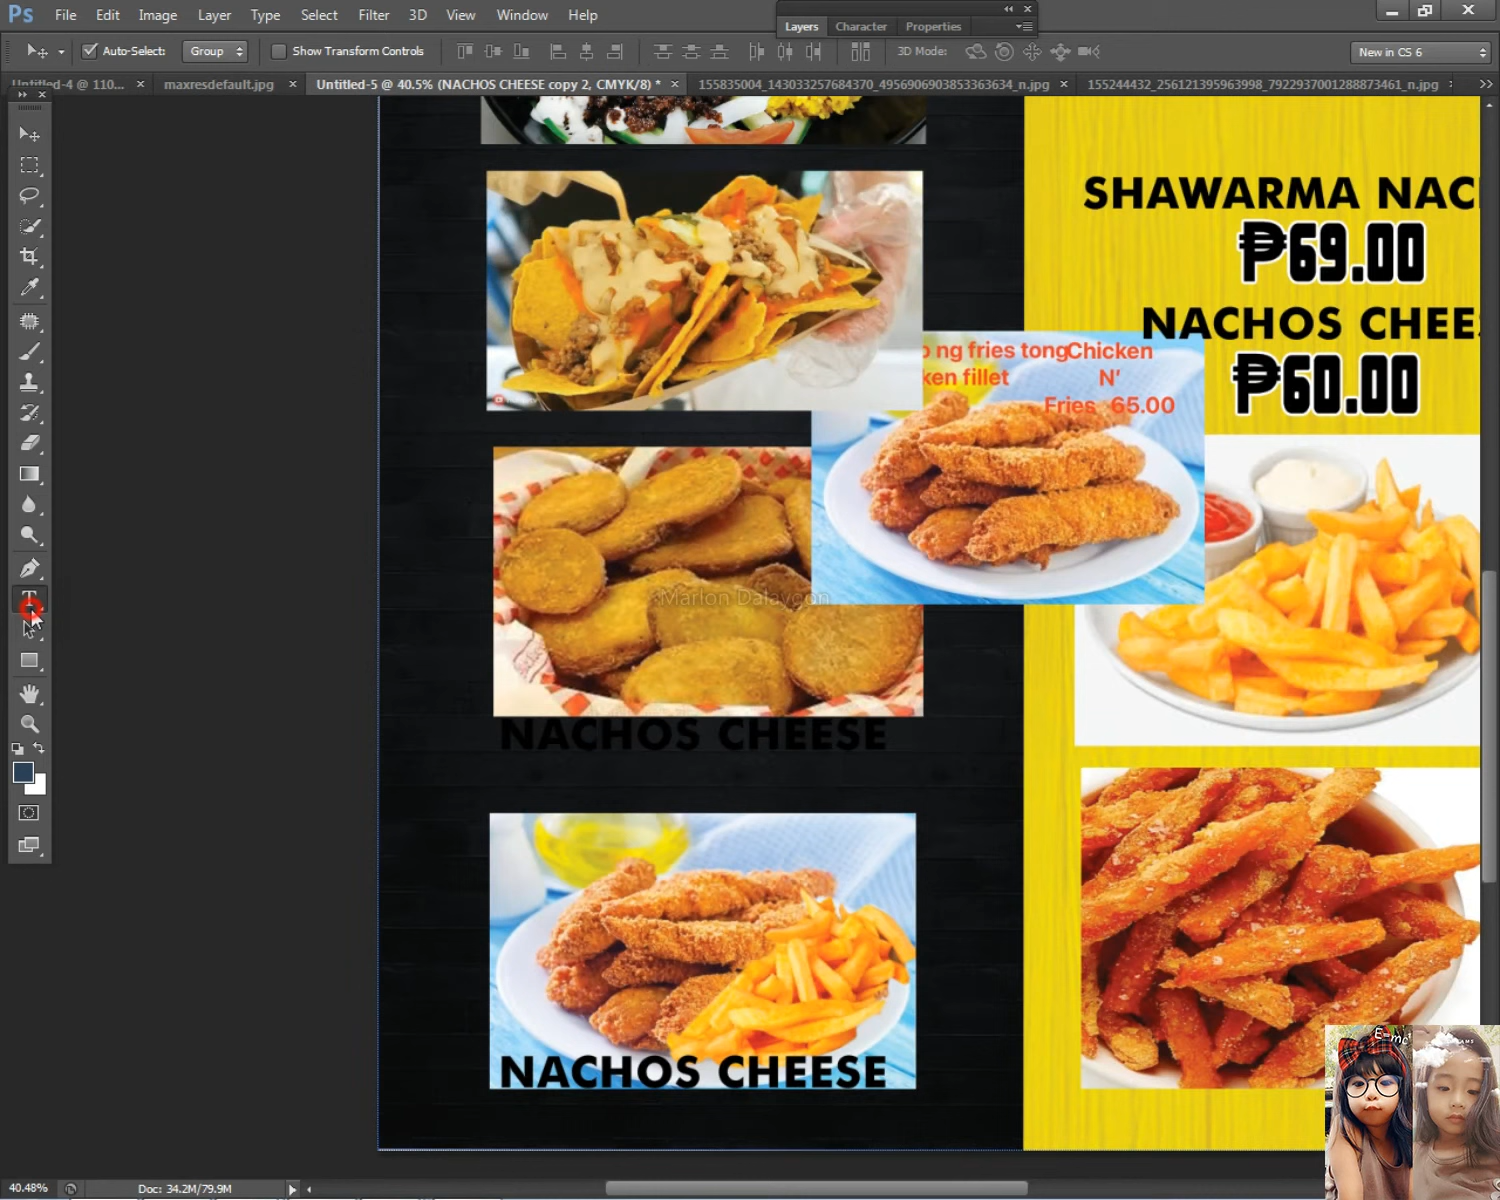 Ps File Edit Image Layer Type Select Filter 3D View Window Help
Layers Character Properties
Auto-Select: Group Show Transform Controls 3D Mode: New in CS 6
Untitled-4 @ 110... × maxresdefault.jpg × Untitled-5 @ 40.5% (NACHOS CHEESE copy 2, CMYK/8) * × 155835004_143033257684370_4956906903853363634_n.jpg × 155244432_256121395963998_7922937001288873461_n.jpg
SHAWARMA NAC
₱69.00
NACHOS CHEE
₱60.00
o ng fries tong Chicken
ken fillet N'
Fries 65.00
Marlon Dalaygon
NACHOS CHEESE
NACHOS CHEESE
40.48% Doc: 34.2M/79.9M